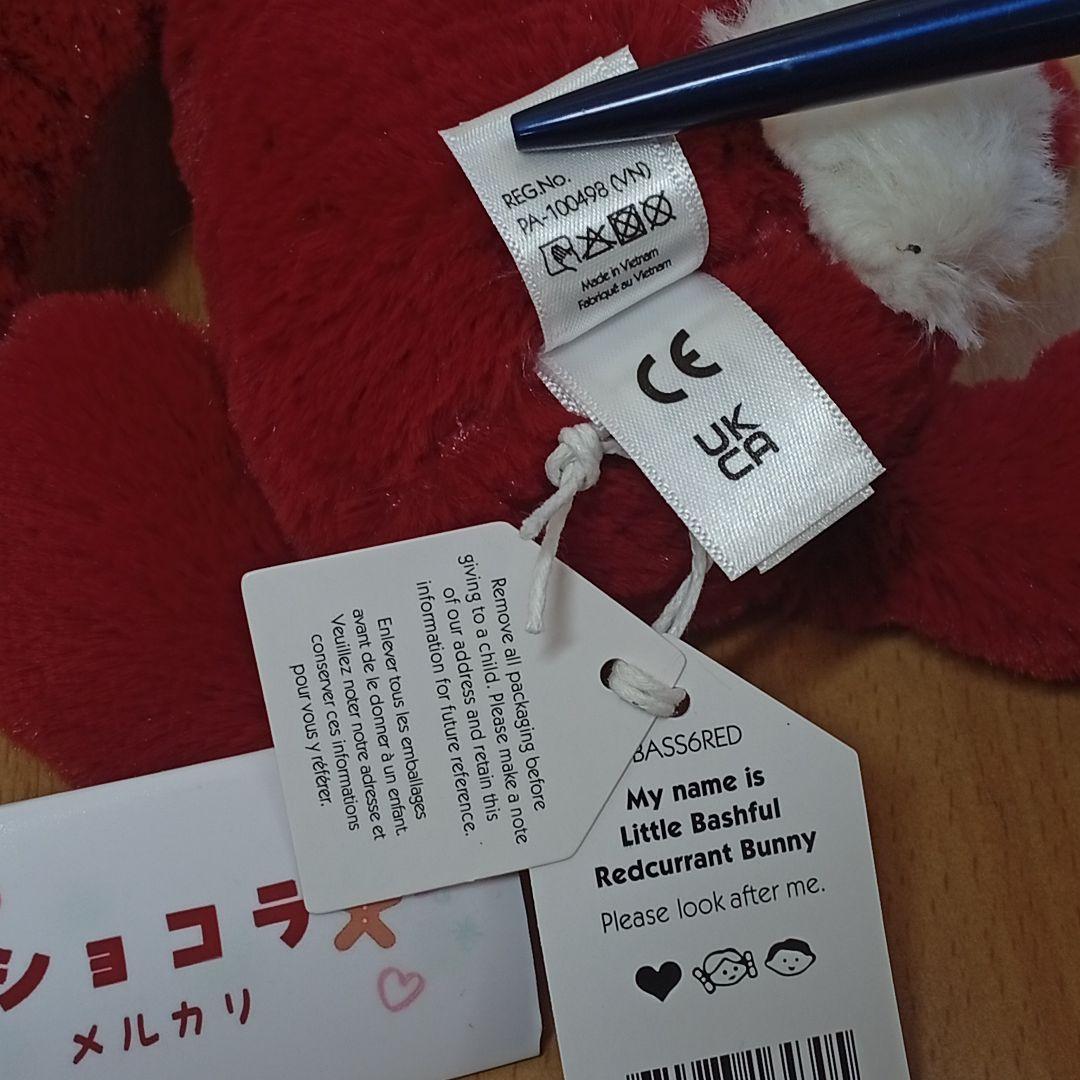 REG.No.
PA-100498 (VN)
Made in Vietnam
Fabriqué au Vietnam
CE
UK
CA
Remove all packaging before
giving to a child. Please make a note
of our address and retain this
information for future reference.
Enlever tous les emballages
avant de le donner à un enfant.
Veuillez noter notre adresse et
conserver ces informations
pour vous y référer.
BASS6RED
My name is
Little Bashful
Redcurrant Bunny
Please look after me.
ショコラ
メルカリ